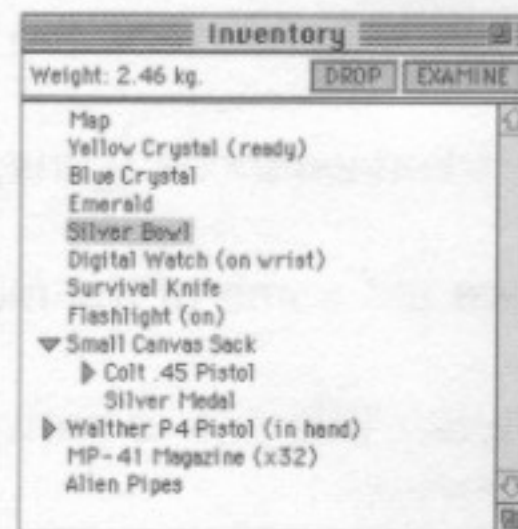 Inventory
Weight: 2.46 kg. DROP EXAMINE
Map
Yellow Crystal (ready)
Blue Crystal
Emerald
Silver Bowl
Digital Watch (on wrist)
Survival Knife
Flashlight (on)
Small Canvas Sack
Colt .45 Pistol
Silver Medal
Walther P4 Pistol (in hand)
MP-41 Magazine (x32)
Alien Pipes